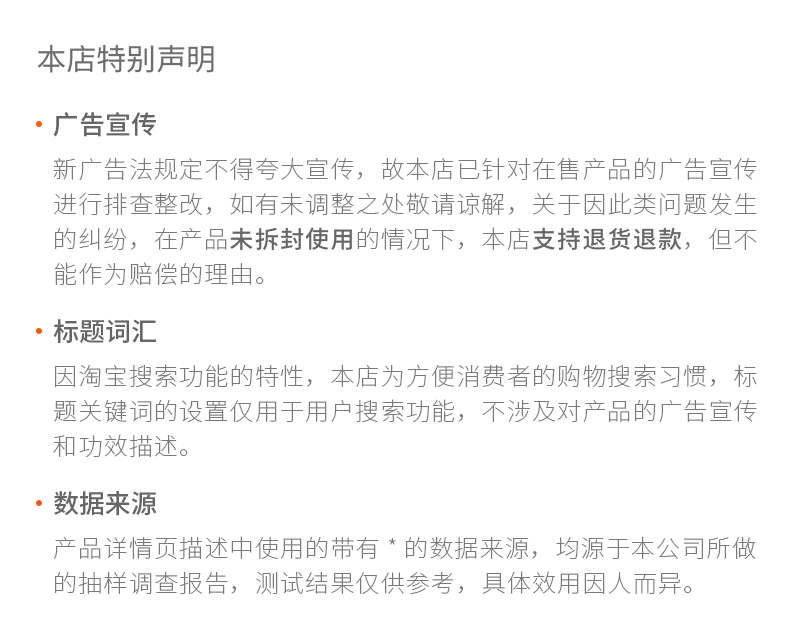 本店特别声明
• 广告宣传
新广告法规定不得夸大宣传，故本店已针对在售产品的广告宣传
进行排查整改，如有未调整之处敬请谅解，关于因此类问题发生
的纠纷，在产品未拆封使用的情况下，本店支持退货退款，但不
能作为赔偿的理由。
• 标题词汇
因淘宝搜索功能的特性，本店为方便消费者的购物搜索习惯，标
题关键词的设置仅用于用户搜索功能，不涉及对产品的广告宣传
和功效描述。
• 数据来源
产品详情页描述中使用的带有 * 的数据来源，均源于本公司所做
的抽样调查报告，测试结果仅供参考，具体效用因人而异。